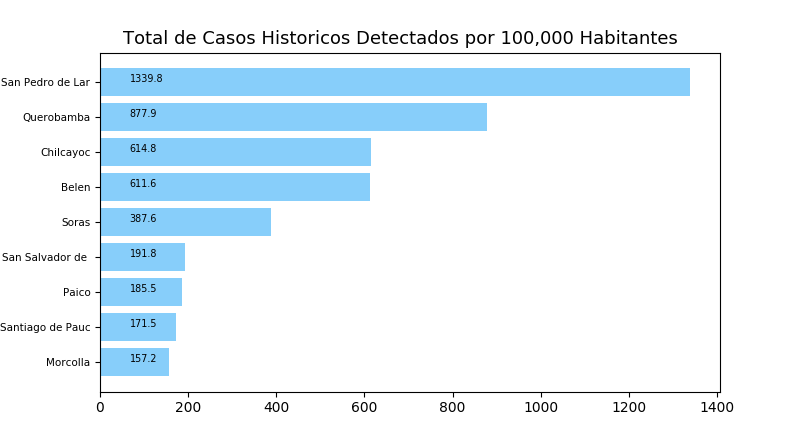 Total de Casos Historicos Detectados por 100,000 Habitantes
San Pedro de Lar 1339.8
Querobamba 877.9
Chilcayoc 614.8
Belen 611.6
Soras 387.6
San Salvador de 191.8
Paico 185.5
Santiago de Pauc 171.5
Morcolla 157.2
0 200 400 600 800 1000 1200 1400